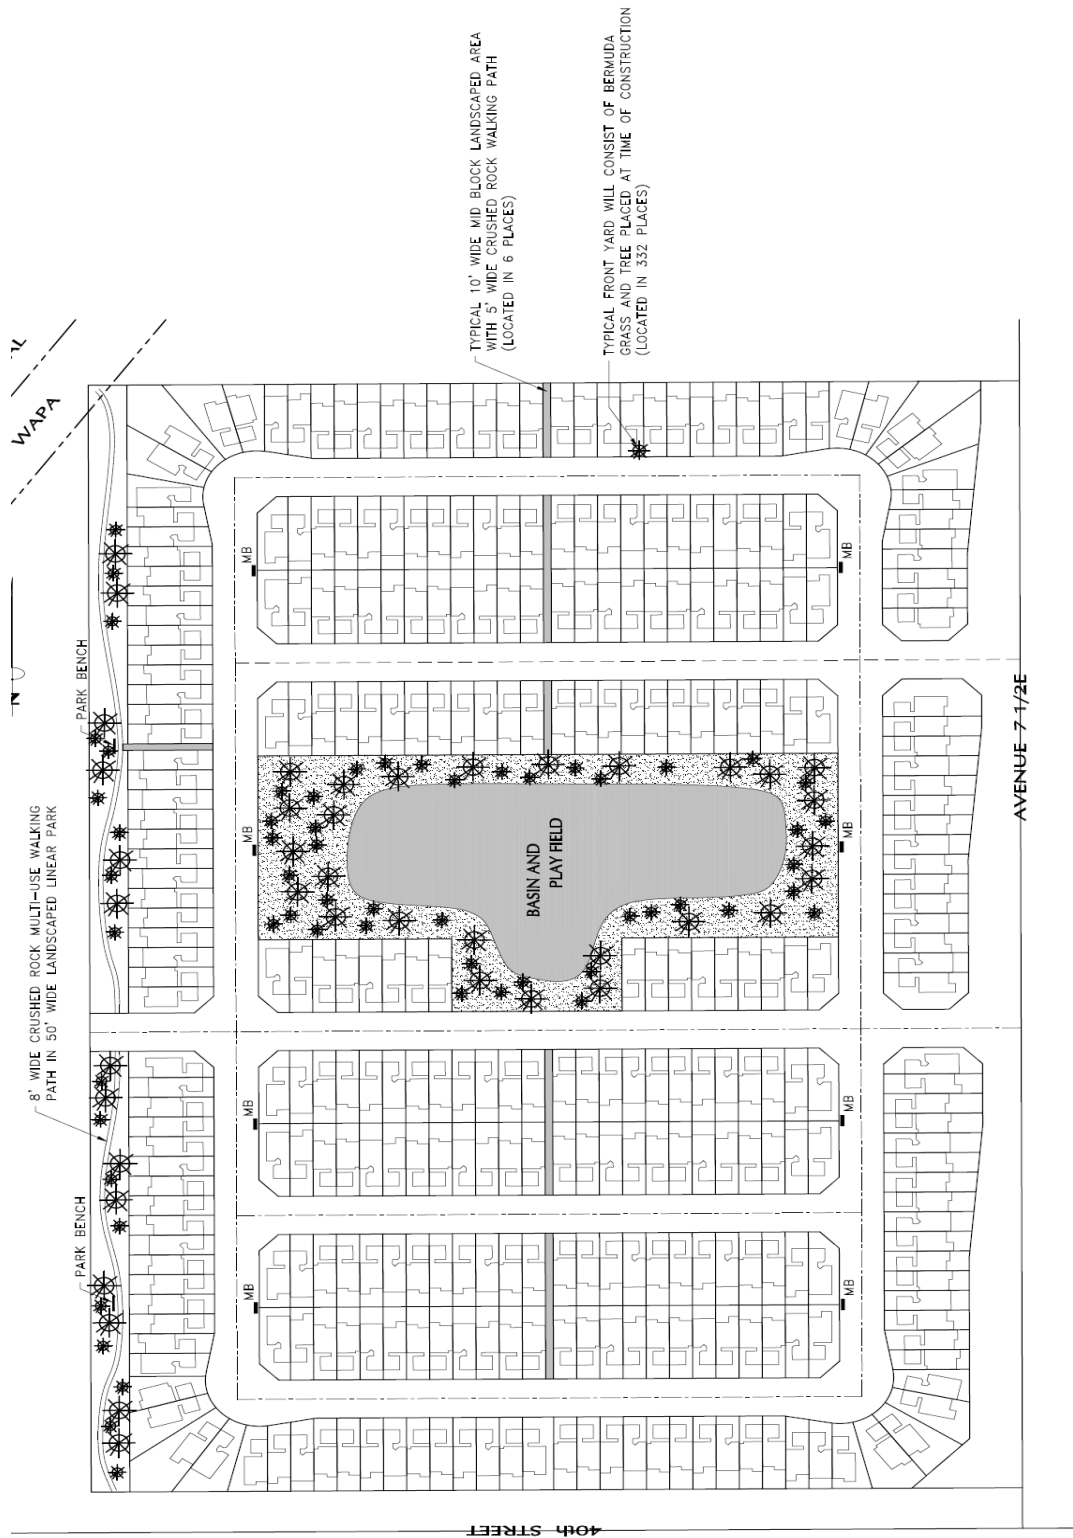 TYPICAL 10' WIDE MID BLOCK LANDSCAPED AREA
WITH 5' WIDE CRUSHED ROCK WALKING PATH
(LOCATED IN 6 PLACES)
TYPICAL FRONT YARD WILL CONSIST OF BERMUDA
GRASS AND TREE PLACED AT TIME OF CONSTRUCTION
(LOCATED IN 332 PLACES)
WAPA
N
PARK BENCH
8' WIDE CRUSHED ROCK MULTI-USE WALKING
PATH IN 50' WIDE LANDSCAPED LINEAR PARK
PARK BENCH
MB
MB
MB
MB
MB
MB
MB
MB
BASIN AND
PLAY FIELD
AVENUE 7 1/2E
40th STREET